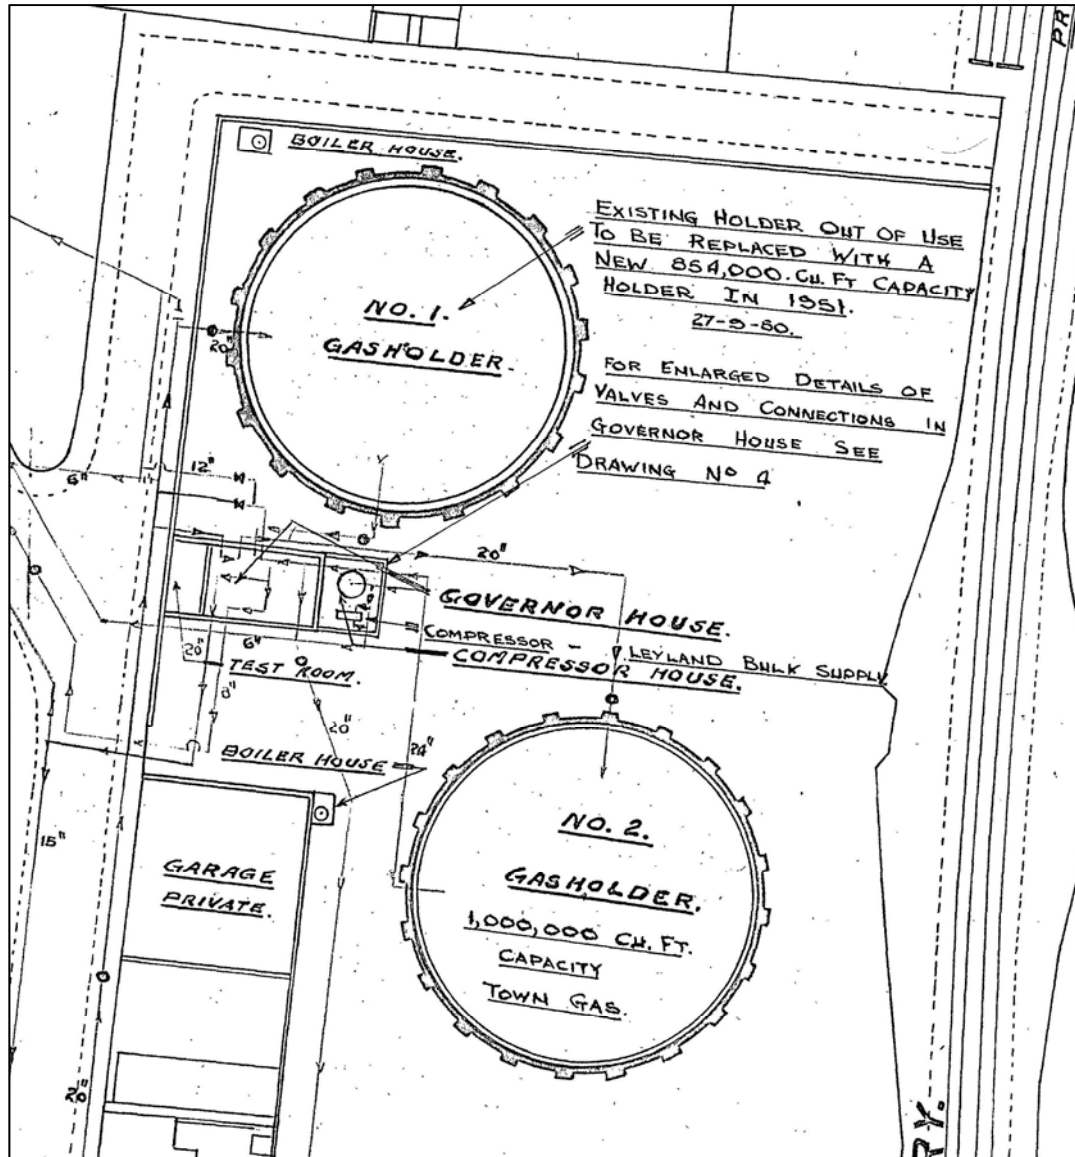 PR
BOILER HOUSE.
EXISTING HOLDER OUT OF USE
TO BE REPLACED WITH A
NEW 854,000.CU.FT CAPACITY
HOLDER IN 1951.
27-9-50.
NO. 1.
GASHOLDER.
20"
FOR ENLARGED DETAILS OF
VALVES AND CONNECTIONS IN
GOVERNOR HOUSE SEE
DRAWING No 4
6"
12"
20"
GOVERNOR HOUSE.
COMPRESSOR - LEYLAND BULK SUPPLY
COMPRESSOR HOUSE.
20"
6"
TEST ROOM.
8"
20"
BOILER HOUSE
24"
15"
GARAGE
PRIVATE.
NO. 2.
GASHOLDER.
1,000,000 CU. FT.
CAPACITY
TOWN GAS.
20"
RY.